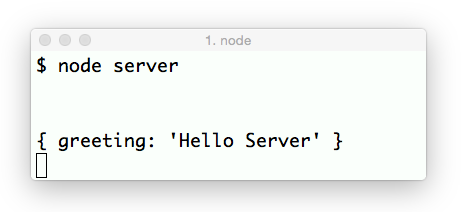 1. node
$ node server
{ greeting: 'Hello Server' }